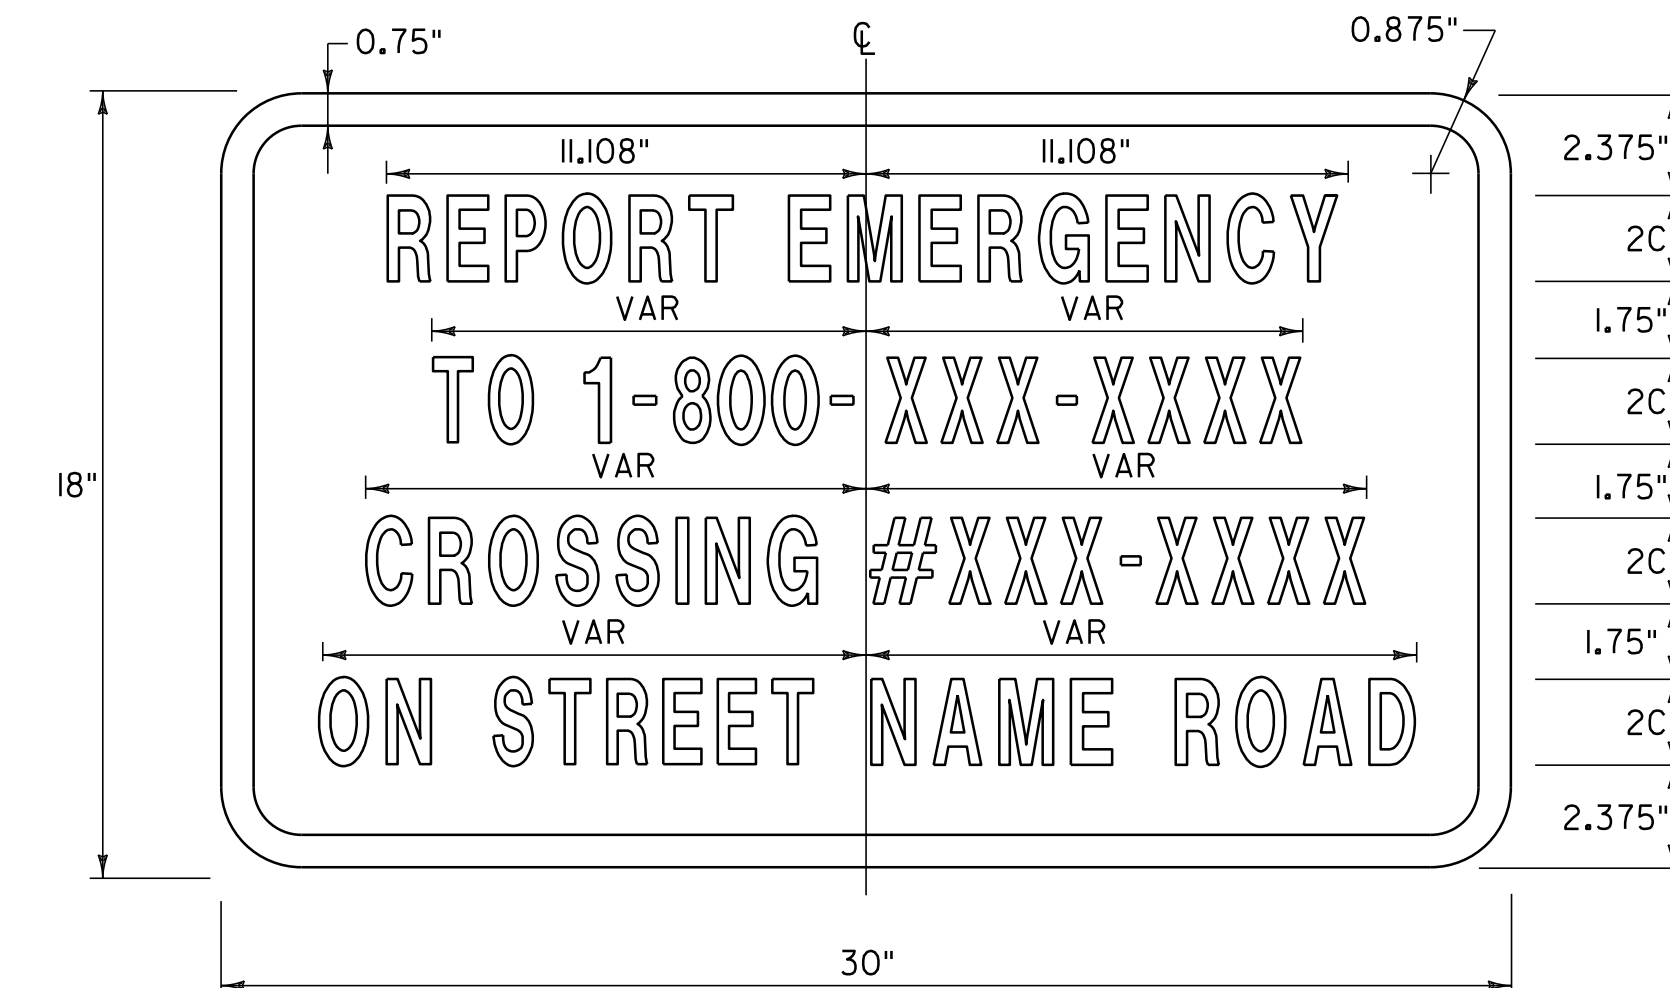 0.75" ℄ 0.875"
11.108" 11.108" 2.375"
REPORT EMERGENCY 2C
VAR VAR 1.75"
TO 1-800-XXX-XXXX 2C
VAR VAR 1.75"
18"
CROSSING #XXX-XXXX 2C
VAR VAR 1.75"
ON STREET NAME ROAD 2C
2.375"
30"